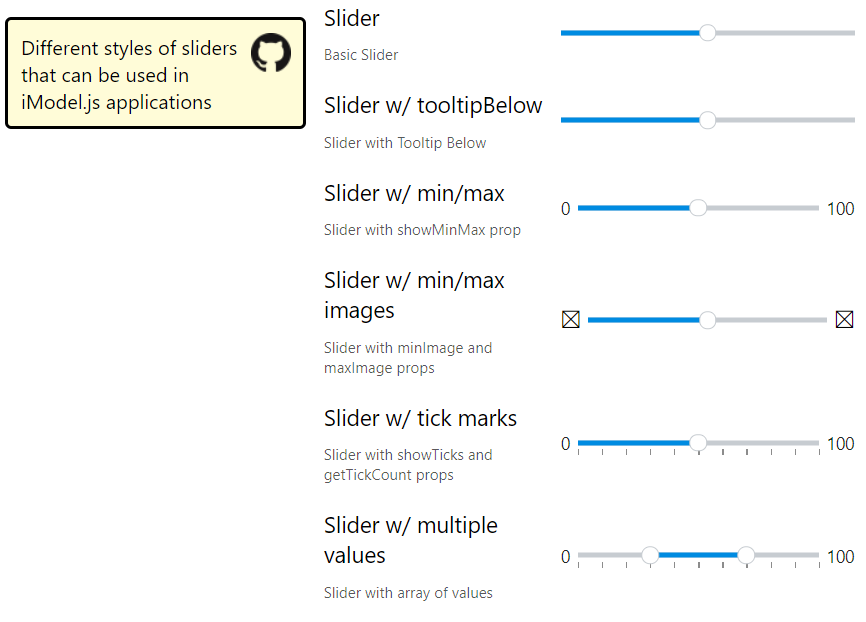 Different styles of sliders
that can be used in
iModel.js applications
Slider
Basic Slider
Slider w/ tooltipBelow
Slider with Tooltip Below
Slider w/ min/max
Slider with showMinMax prop
0 100
Slider w/ min/max
images
Slider with minImage and
maxImage props
Slider w/ tick marks
Slider with showTicks and
getTickCount props
0 100
Slider w/ multiple
values
Slider with array of values
0 100